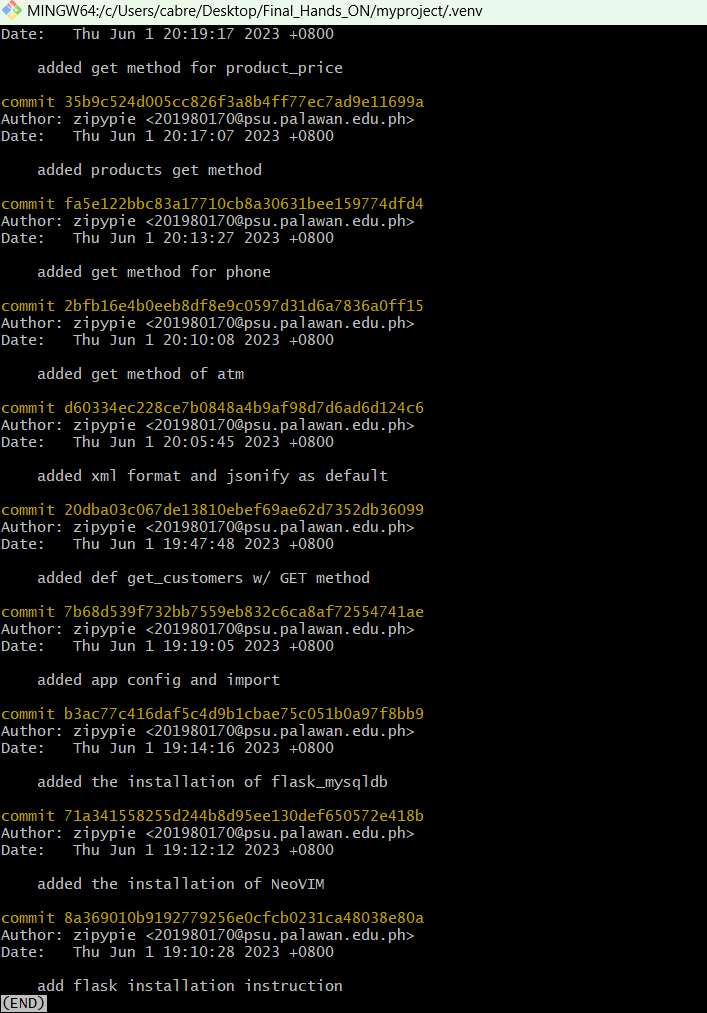 MINGW64:/c/Users/cabre/Desktop/Final_Hands_ON/myproject/.venv
Date:   Thu Jun 1 20:19:17 2023 +0800
added get method for product_price
commit 35b9c524d005cc826f3a8b4ff77ec7ad9e11699a
Author: zipypie <201980170@psu.palawan.edu.ph>
Date:   Thu Jun 1 20:17:07 2023 +0800
added products get method
commit fa5e122bbc83a17710cb8a30631bee159774dfd4
Author: zipypie <201980170@psu.palawan.edu.ph>
Date:   Thu Jun 1 20:13:27 2023 +0800
added get method for phone
commit 2bfb16e4b0eeb8df8e9c0597d31d6a7836a0ff15
Author: zipypie <201980170@psu.palawan.edu.ph>
Date:   Thu Jun 1 20:10:08 2023 +0800
added get method of atm
commit d60334ec228ce7b0848a4b9af98d7d6ad6d124c6
Author: zipypie <201980170@psu.palawan.edu.ph>
Date:   Thu Jun 1 20:05:45 2023 +0800
added xml format and jsonify as default
commit 20dba03c067de13810ebef69ae62d7352db36099
Author: zipypie <201980170@psu.palawan.edu.ph>
Date:   Thu Jun 1 19:47:48 2023 +0800
added def get_customers w/ GET method
commit 7b68d539f732bb7559eb832c6ca8af72554741ae
Author: zipypie <201980170@psu.palawan.edu.ph>
Date:   Thu Jun 1 19:19:05 2023 +0800
added app config and import
commit b3ac77c416daf5c4d9b1cbae75c051b0a97f8bb9
Author: zipypie <201980170@psu.palawan.edu.ph>
Date:   Thu Jun 1 19:14:16 2023 +0800
added the installation of flask_mysqldb
commit 71a341558255d244b8d95ee130def650572e418b
Author: zipypie <201980170@psu.palawan.edu.ph>
Date:   Thu Jun 1 19:12:12 2023 +0800
added the installation of NeoVIM
commit 8a369010b9192779256e0cfcb0231ca48038e80a
Author: zipypie <201980170@psu.palawan.edu.ph>
Date:   Thu Jun 1 19:10:28 2023 +0800
add flask installation instruction
(END)